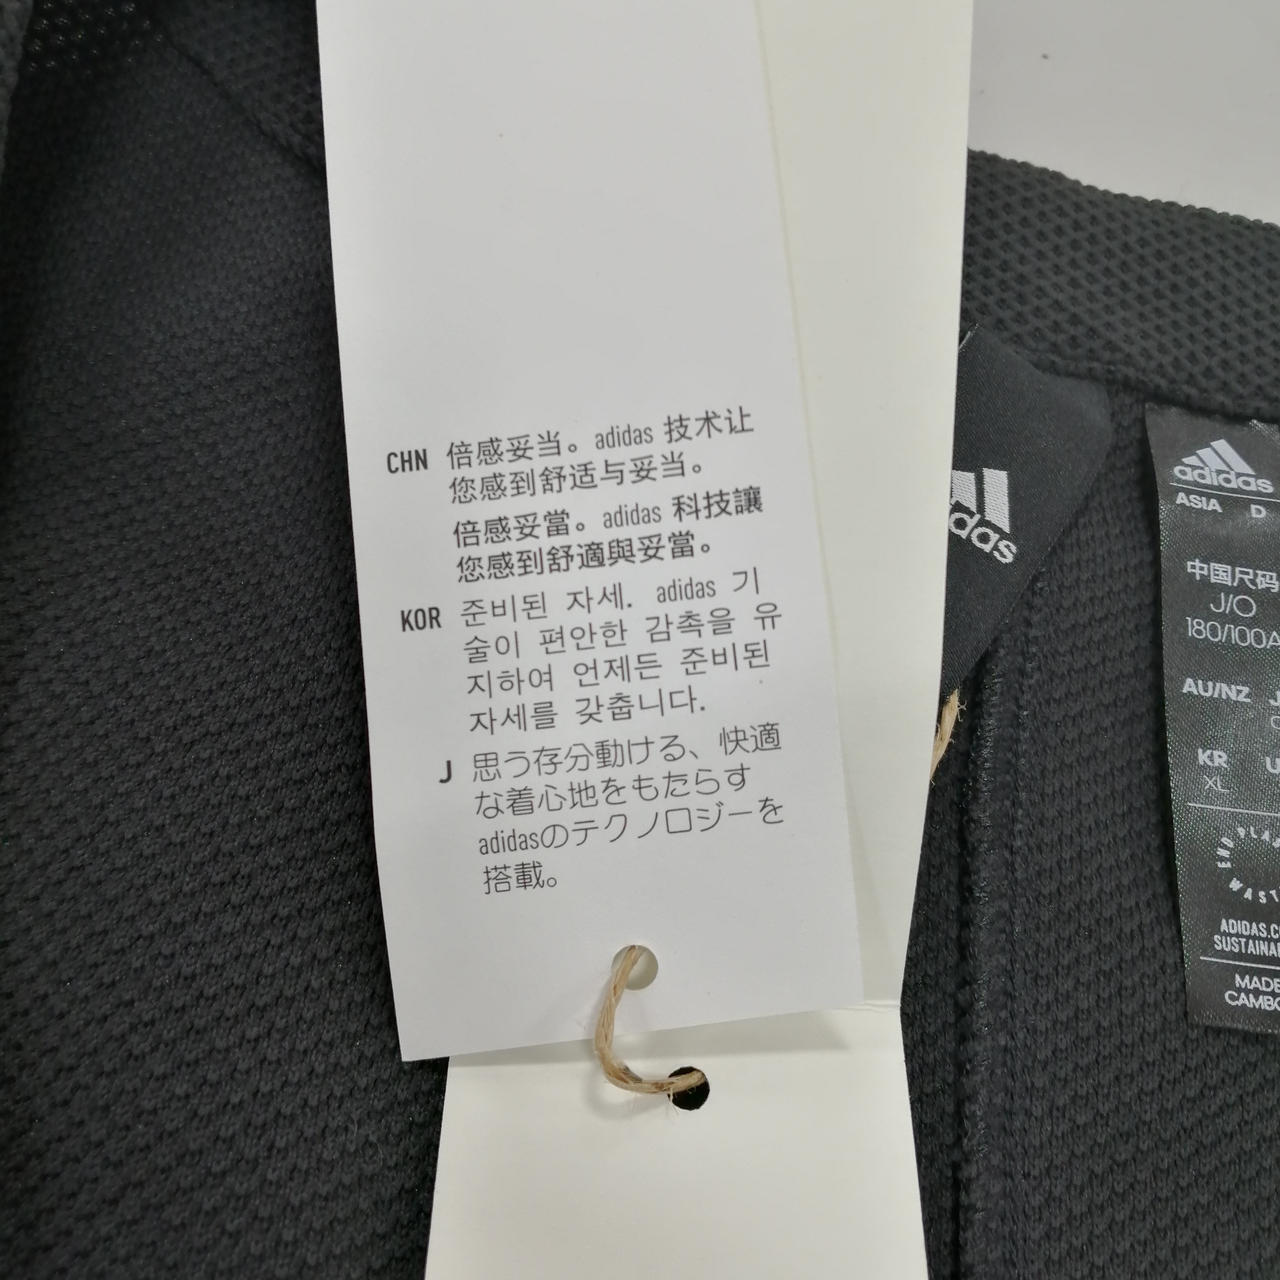 CHN 倍感妥当。adidas 技术让
您感到舒适与妥当。
倍感妥當。adidas 科技讓
您感到舒適與妥當。
KOR 준비된 자세. adidas 기
술이 편안한 감촉을 유
지하여 언제든 준비된
자세를 갖춥니다.
J 思う存分動ける、快適
な着心地をもたらす
adidasのテクノロジーを
搭載。
adidas
ASIA D
中国尺码
J/O
180/100A
AU/NZ
KR
XL
END
ADIDAS.C
MADE